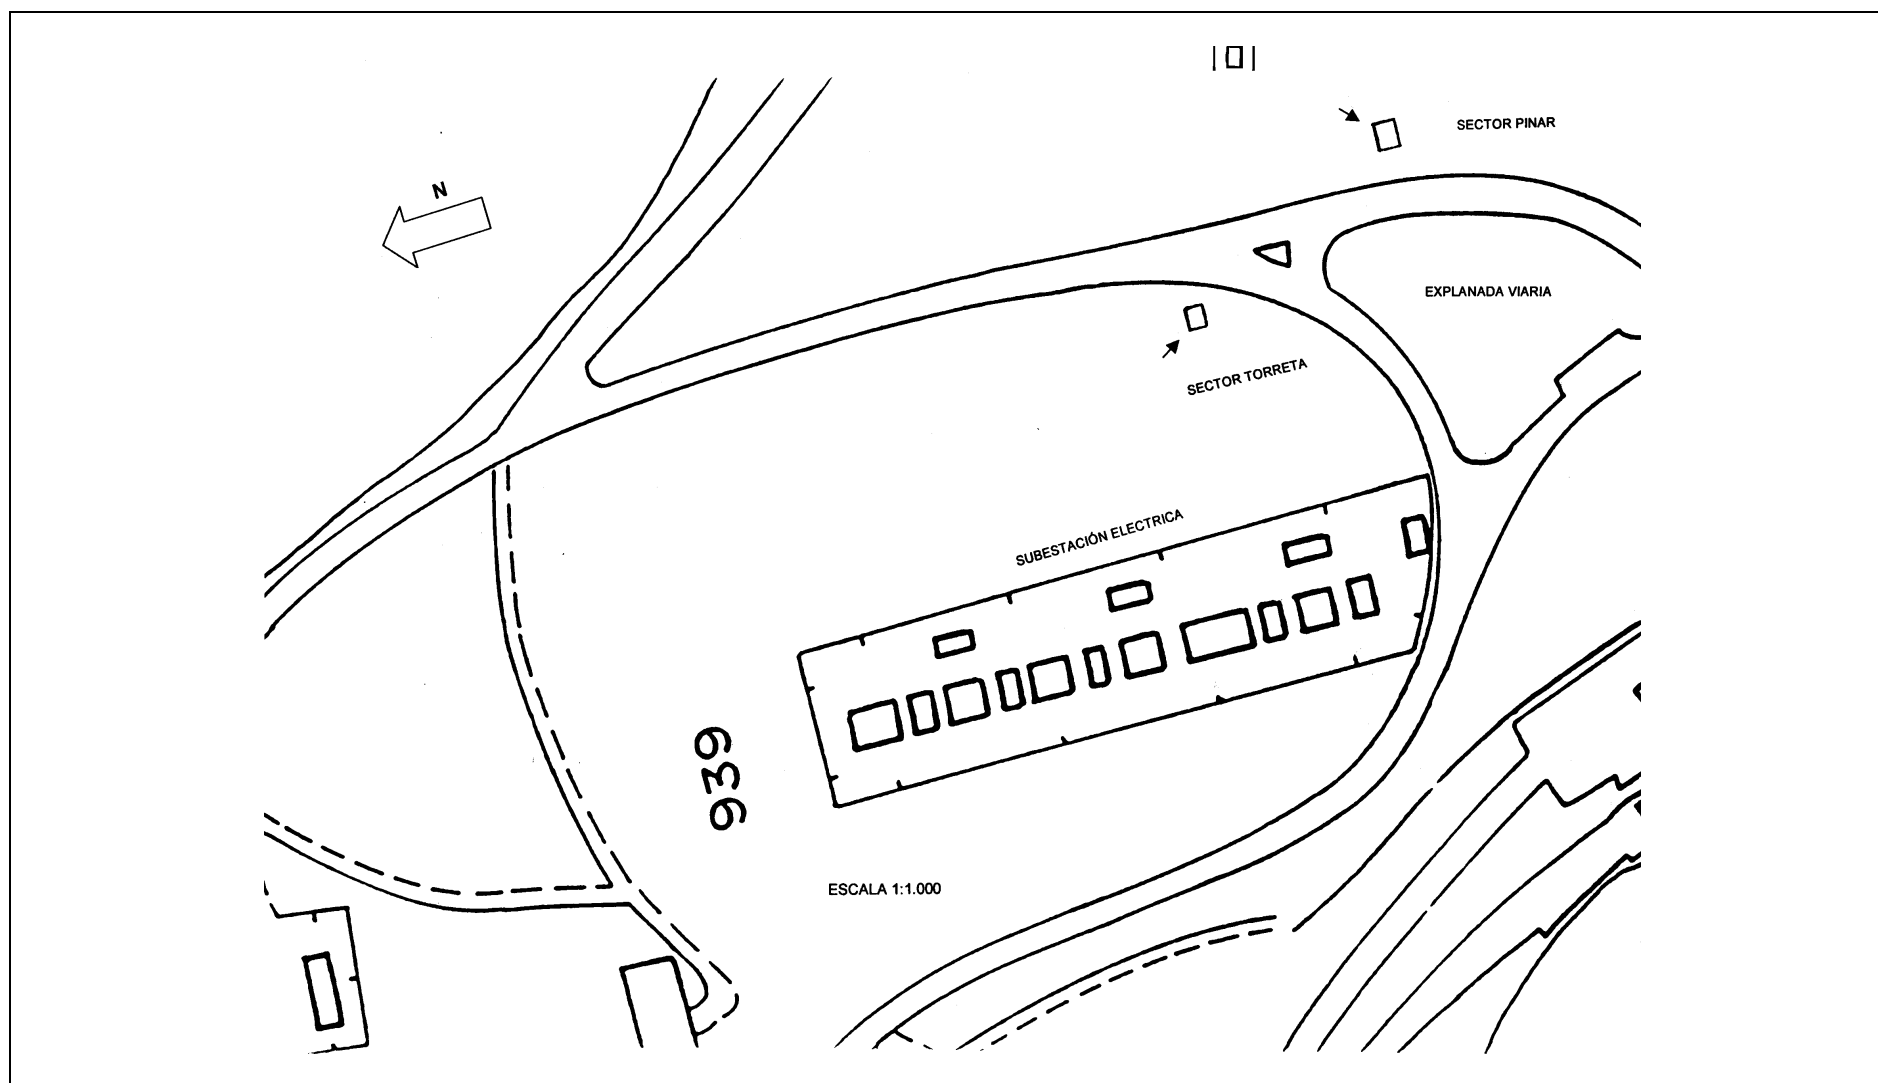 SECTOR PINAR
N
EXPLANADA VIARIA
SECTOR TORRETA
SUBESTACIÓN ELECTRICA
939
ESCALA 1:1.000